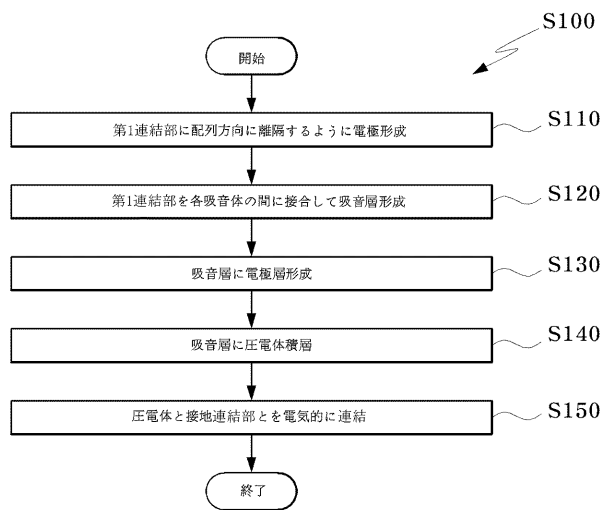 S100
開始
第1連結部に配列方向に離隔するように電極形成
S110
第1連結部を各吸音体の間に接合して吸音層形成
S120
吸音層に電極層形成
S130
吸音層に圧電体積層
S140
圧電体と接地連結部とを電気的に連結
S150
終了